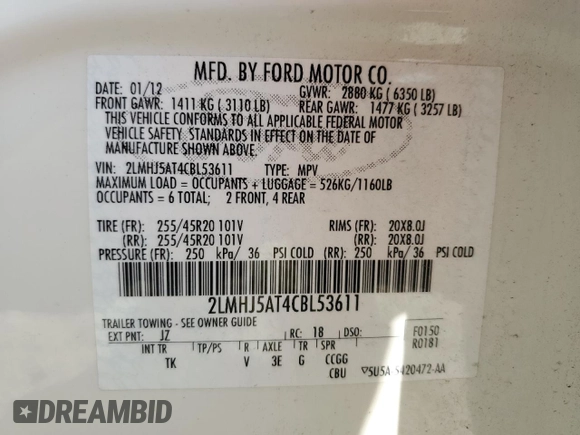 MFD. BY FORD MOTOR CO.
DATE: 01/12 GVWR: 2880 KG ( 6350 LB)
FRONT GAWR: 1411 KG ( 3110 LB) REAR GAWR: 1477 KG ( 3257 LB)
THIS VEHICLE CONFORMS TO ALL APPLICABLE FEDERAL MOTOR
VEHICLE SAFETY STANDARDS IN EFFECT ON THE DATE OF
MANUFACTURE SHOWN ABOVE.
VIN: 2LMHJ5AT4CBL53611 TYPE: MPV
MAXIMUM LOAD = OCCUPANTS + LUGGAGE = 526KG/1160LB
OCCUPANTS = 6 TOTAL; 2 FRONT, 4 REAR
TIRE (FR): 255/45R20 101V RIMS (FR): 20X8.0J
(RR): 255/45R20 101V (RR): 20X8.0J
PRESSURE (FR): 250 kPa/ 36 PSI COLD (RR): 250 kPa/ 36 PSI COLD
2LMHJ5AT4CBL53611
TRAILER TOWING - SEE OWNER GUIDE
EXT PNT: JZ RC: 18 DSO: F0150
R0181
INT TR TP/PS R AXLE TR SPR
TK V 3E G CCGG
CBU
DREAMBID